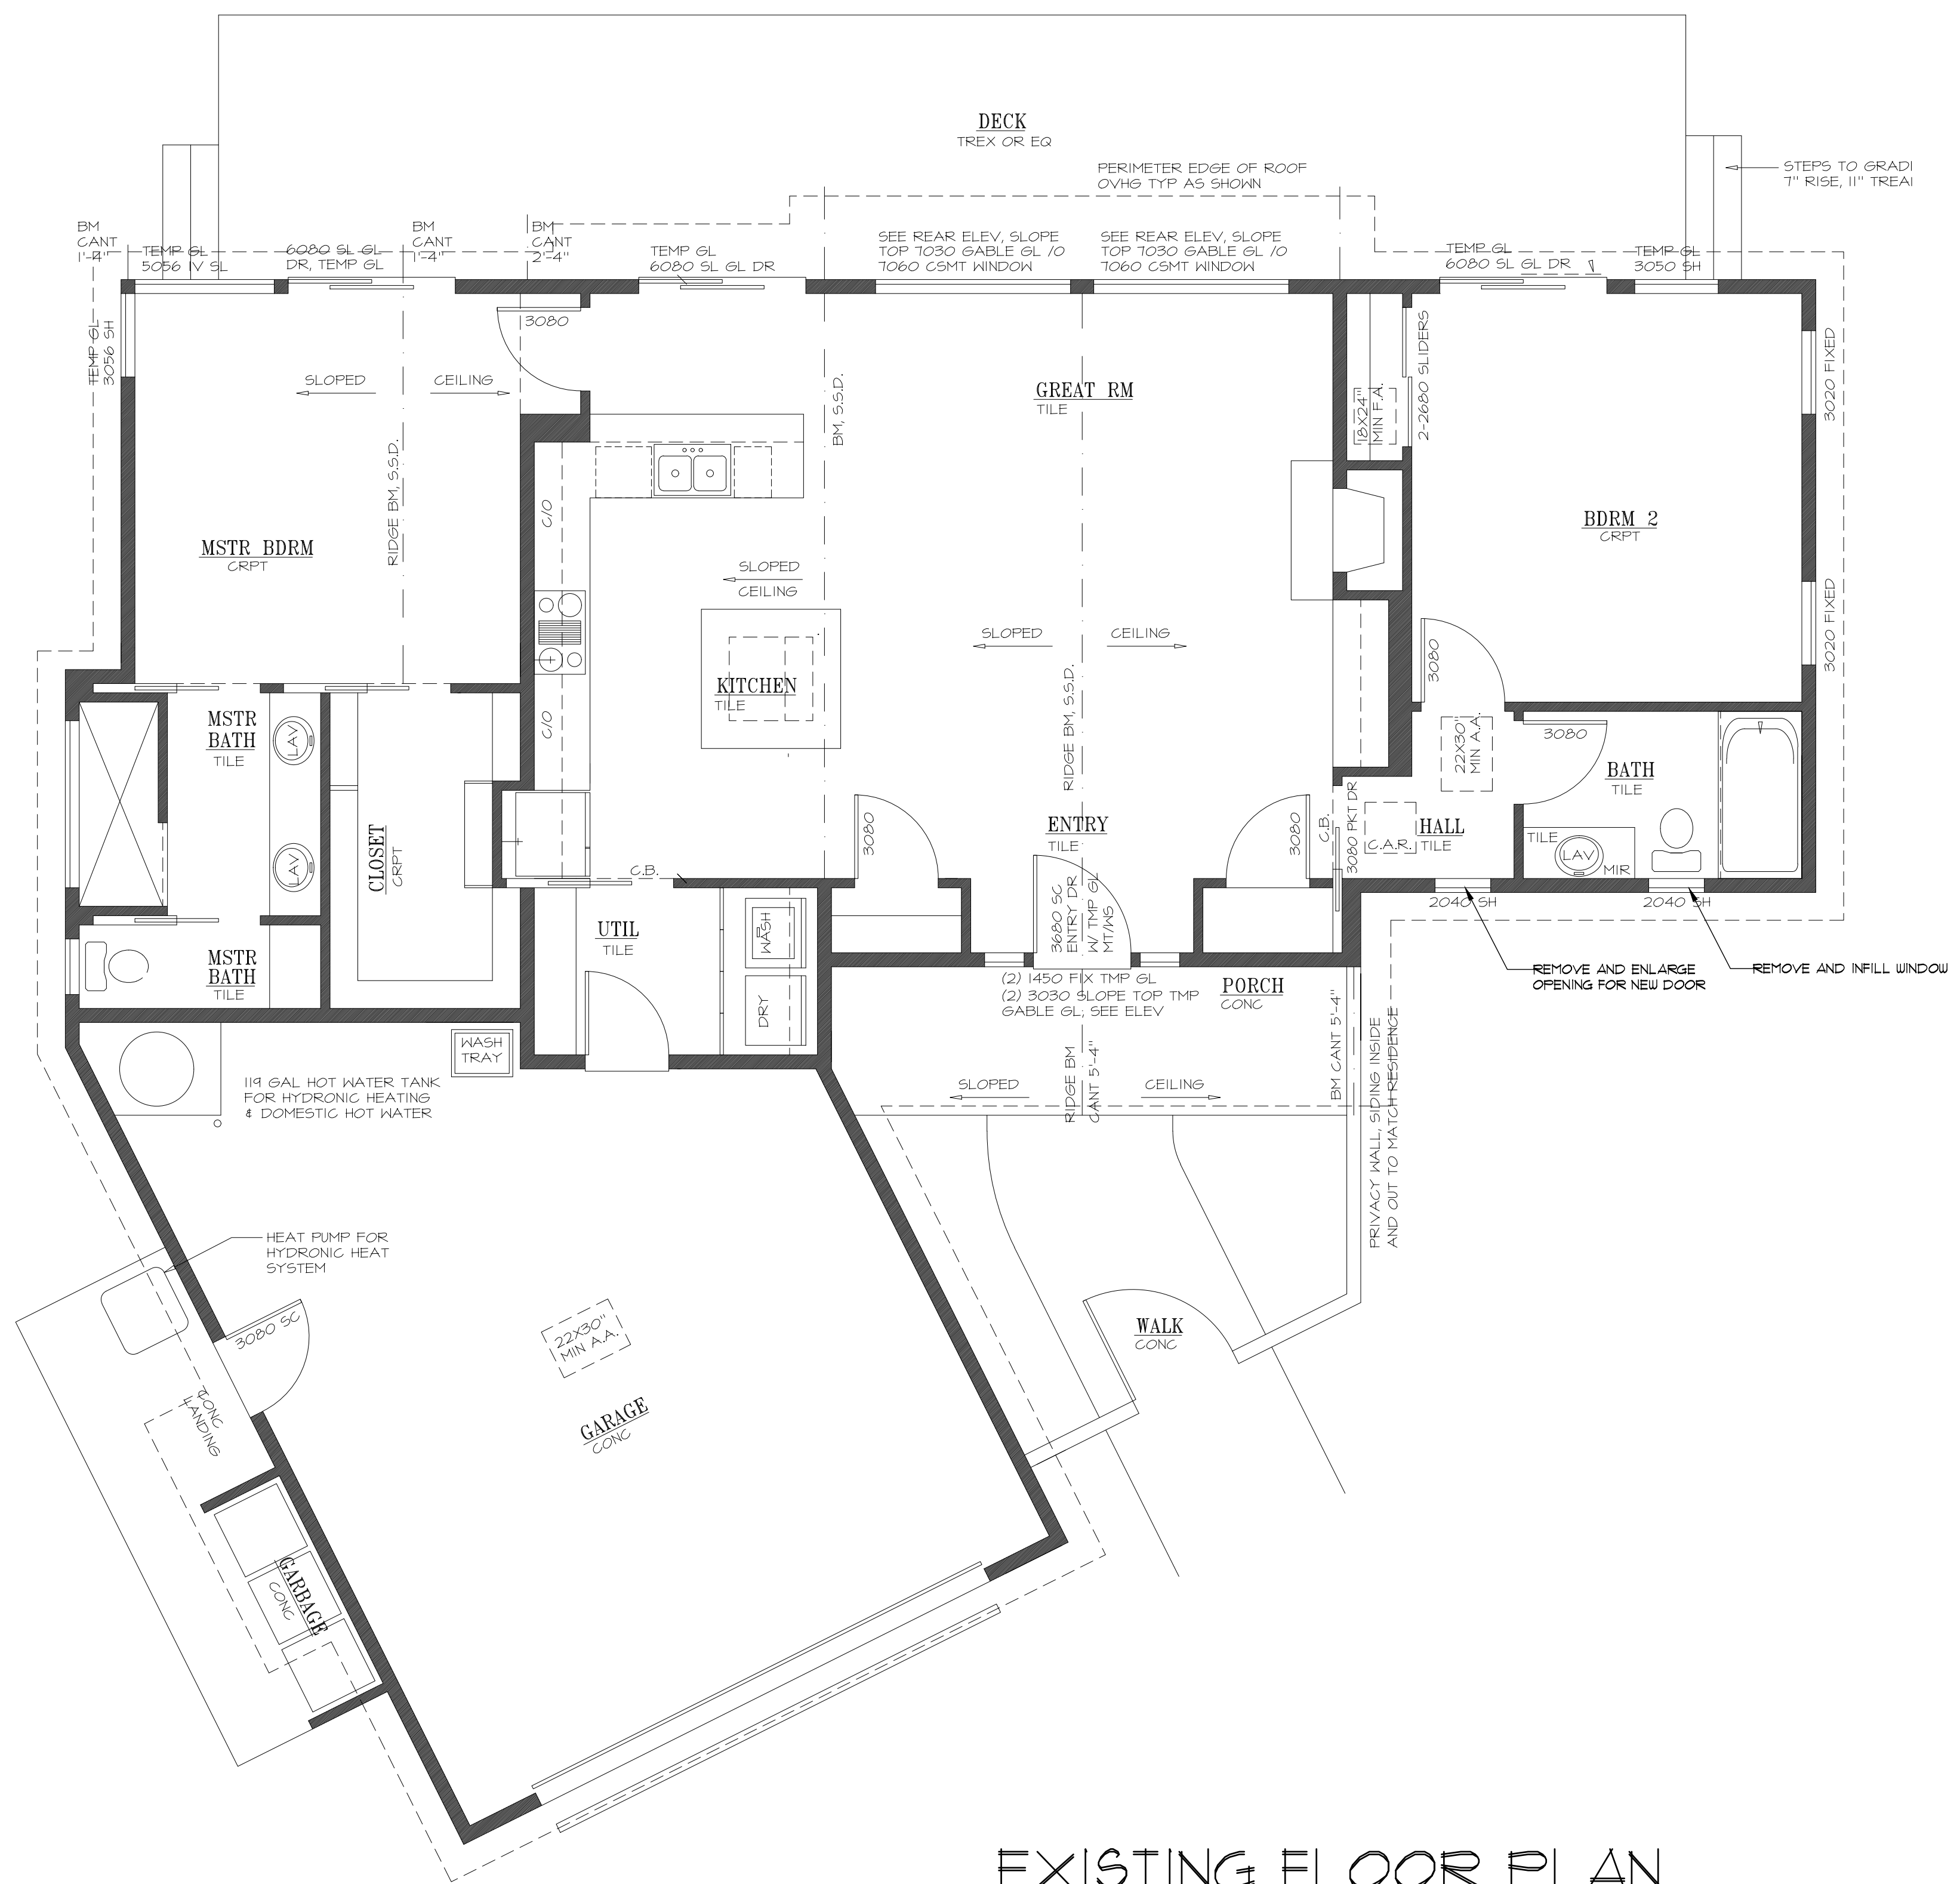 DECK
TREX OR EQ
PERIMETER EDGE OF ROOF
OVHG TYP AS SHOWN
STEPS TO GRADI
7" RISE, 11" TREAI
BM
CANT
1'-4"
TEMP GL
5056 IV SL
6080 SL GL
DR, TEMP GL
BM
CANT
1'-4"
BM
CANT
2'-4"
TEMP GL
6080 SL GL DR
SEE REAR ELEV, SLOPE
TOP 7030 GABLE GL /O
7060 CSMT WINDOW
SEE REAR ELEV, SLOPE
TOP 7030 GABLE GL /O
7060 CSMT WINDOW
TEMP GL
6080 SL GL DR
TEMP GL
3050 SH
TEMP GL
3056 SH
3080
SLOPED
CEILING
RIDGE BM, S.S.D.
MSTR BDRM
CRPT
BM, S.S.D.
GREAT RM
TILE
18X24"
MIN F.A.
2-2680 SLIDERS
3020 FIXED
BDRM 2
CRPT
3020 FIXED
C/O
SLOPED
CEILING
KITCHEN
TILE
C/O
SLOPED
CEILING
RIDGE BM, S.S.D.
3080
22X30"
MIN A.A.
3080
BATH
TILE
MSTR
BATH
TILE
LAV
LAV
CLOSET
CRPT
3080
ENTRY
TILE
3080
C.B.
3080 PKT DR
C.A.R.
HALL
TILE
TILE
LAV
MIR
C.B.
3680 SC
ENTRY DR
W/ TMP GL
MT/WS
2040 SH
2040 SH
UTIL
TILE
WASH
DRY
MSTR
BATH
TILE
(2) 1450 FIX TMP GL
(2) 3030 SLOPE TOP TMP
GABLE GL, SEE ELEV
PORCH
CONC
REMOVE AND ENLARGE
OPENING FOR NEW DOOR
REMOVE AND INFILL WINDOW
WASH
TRAY
119 GAL HOT WATER TANK
FOR HYDRONIC HEATING
& DOMESTIC HOT WATER
SLOPED
CEILING
RIDGE BM
CANT 5'-4"
BM CANT 5'-4"
PRIVACY WALL, SIDING INSIDE
AND OUT TO MATCH RESIDENCE
HEAT PUMP FOR
HYDRONIC HEAT
SYSTEM
3080 SC
22X30"
MIN A.A.
WALK
CONC
CONC
LANDING
GARAGE
CONC
GARBAGE
CONC
EXISTING FLOOR PLAN